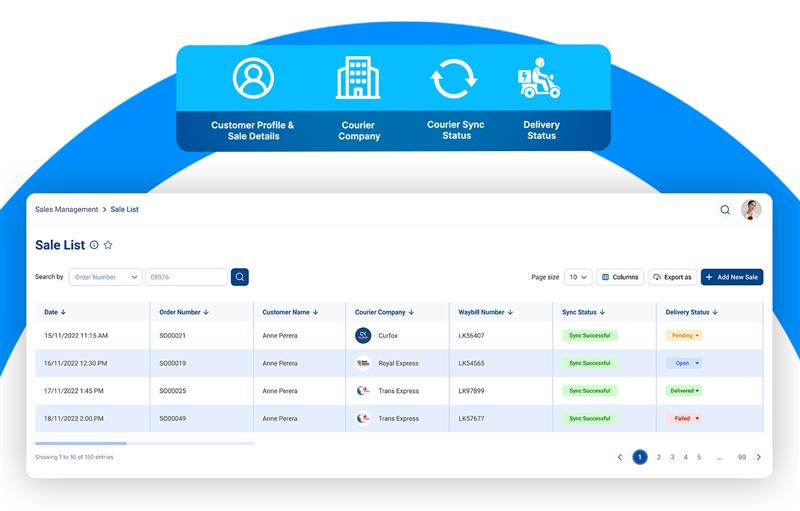 Customer Profile &
Sale Details
Courier
Company
Courier Sync
Status
Delivery
Status
Sales Management > Sale List
Sale List
Search by Order Number 08976 Page size 10 Columns Export as + Add New Sale
Date Order Number Customer Name Courier Company Waybill Number Sync Status Delivery Status
15/11/2022 11:15 AM SO00021 Anne Perera Curfox LK56407 Sync Successful Pending
16/11/2022 12:30 PM SO00019 Anne Perera Royal Express LK54565 Sync Successful Open
17/11/2022 1:45 PM SO00025 Anne Perera Trans Express LK97899 Sync Successful Delivered
18/11/2022 2:00 PM SO00049 Anne Perera Trans Express LK57677 Sync Successful Failed
Showing 1 to 10 of 150 entries
1 2 3 4 5 ... 99